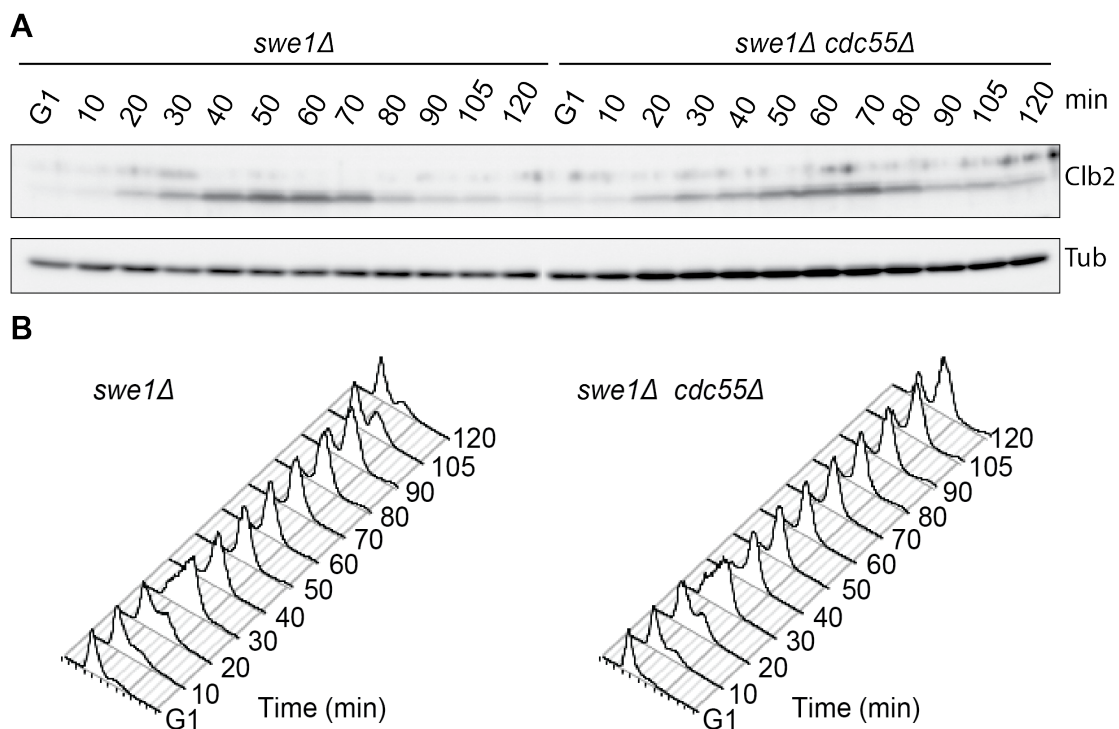 A
swe1Δ swe1Δ cdc55Δ
G1 10 20 30 40 50 60 70 80 90 105 120 G1 10 20 30 40 50 60 70 80 90 105 120 min
Clb2
Tub
B
swe1Δ swe1Δ cdc55Δ
120 120
105 105
90 90
80 80
70 70
60 60
50 50
40 40
30 30
20 20
10 10
G1 Time (min) G1 Time (min)